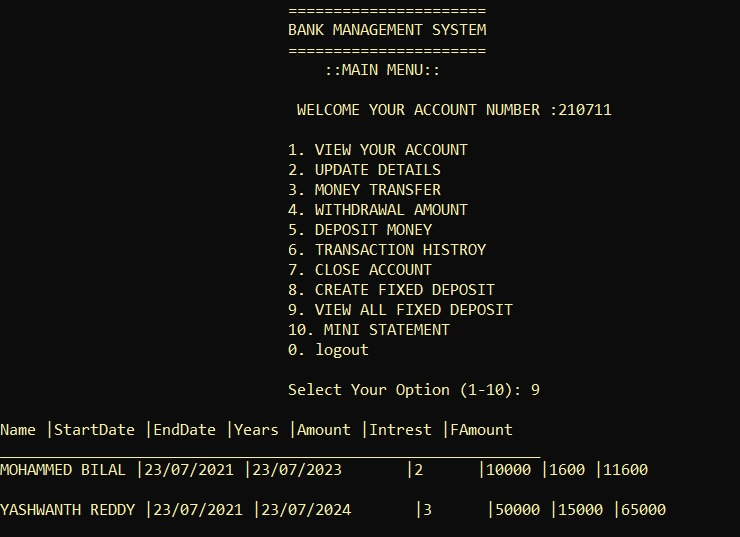 ======================
BANK MANAGEMENT SYSTEM
======================
::MAIN MENU::
WELCOME YOUR ACCOUNT NUMBER :210711
1. VIEW YOUR ACCOUNT
2. UPDATE DETAILS
3. MONEY TRANSFER
4. WITHDRAWAL AMOUNT
5. DEPOSIT MONEY
6. TRANSACTION HISTROY
7. CLOSE ACCOUNT
8. CREATE FIXED DEPOSIT
9. VIEW ALL FIXED DEPOSIT
10. MINI STATEMENT
0. logout
Select Your Option (1-10): 9
Name |StartDate |EndDate |Years |Amount |Intrest |FAmount
____________________________________________________________
MOHAMMED BILAL |23/07/2021 |23/07/2023 |2 |10000 |1600 |11600
YASHWANTH REDDY |23/07/2021 |23/07/2024 |3 |50000 |15000 |65000